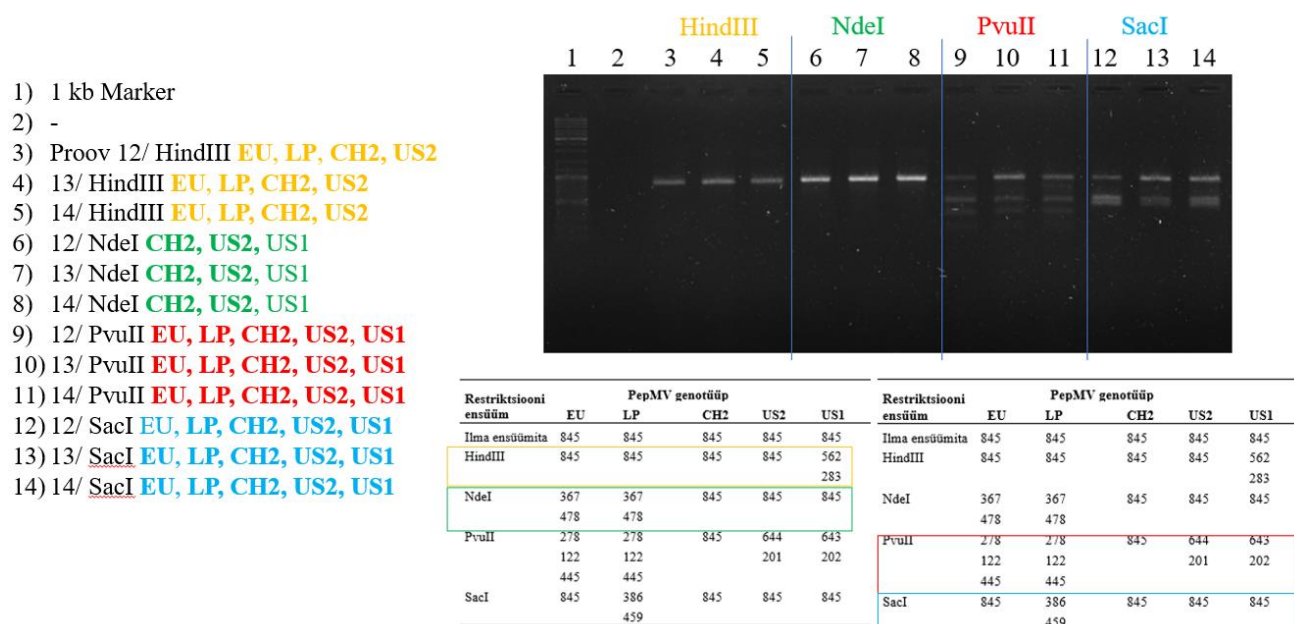 HindIII NdeI PvuII SacI
1 2 3 4 5 6 7 8 9 10 11 12 13 14
1) 1 kb Marker
2) -
3) Proov 12/ HindIII EU, LP, CH2, US2
4) 13/ HindIII EU, LP, CH2, US2
5) 14/ HindIII EU, LP, CH2, US2
6) 12/ NdeI CH2, US2, US1
7) 13/ NdeI CH2, US2, US1
8) 14/ NdeI CH2, US2, US1
9) 12/ PvuII EU, LP, CH2, US2, US1
10) 13/ PvuII EU, LP, CH2, US2, US1
11) 14/ PvuII EU, LP, CH2, US2, US1
12) 12/ SacI EU, LP, CH2, US2, US1
13) 13/ SacI EU, LP, CH2, US2, US1
14) 14/ SacI EU, LP, CH2, US2, US1
Restriktsiooni PepMV genotüüp
ensüüm EU LP CH2 US2 US1
Ilma ensüümita 845 845 845 845 845
HindIII 845 845 845 845 562
283
NdeI 367 367 845 845 845
478 478
PvuII 278 278 845 644 643
122 122 201 202
445 445
SacI 845 386 845 845 845
459
Restriktsiooni PepMV genotüüp
ensüüm EU LP CH2 US2 US1
Ilma ensüümita 845 845 845 845 845
HindIII 845 845 845 845 562
283
NdeI 367 367 845 845 845
478 478
PvuII 278 278 845 644 643
122 122 201 202
445 445
SacI 845 386 845 845 845
459